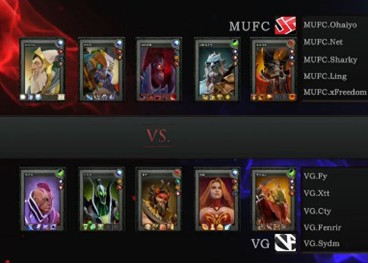 MUFC
MUFC.Ohaiyo
MUFC.Net
MUFC.Sharky
MUFC.Ling
MUFC.xFreedom
VS.
VG.Fy
VG.Xtt
VG.Cty
VG.Fenrir
VG.Sydm
VG